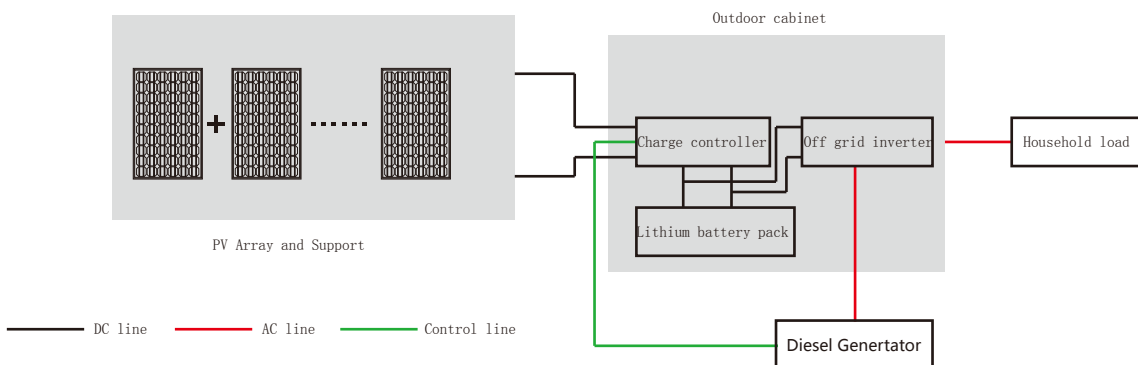 Outdoor cabinet
Charge controller
Off grid inverter
Household load
Lithium battery pack
PV Array and Support
DC line
AC line
Control line
Diesel Genertator